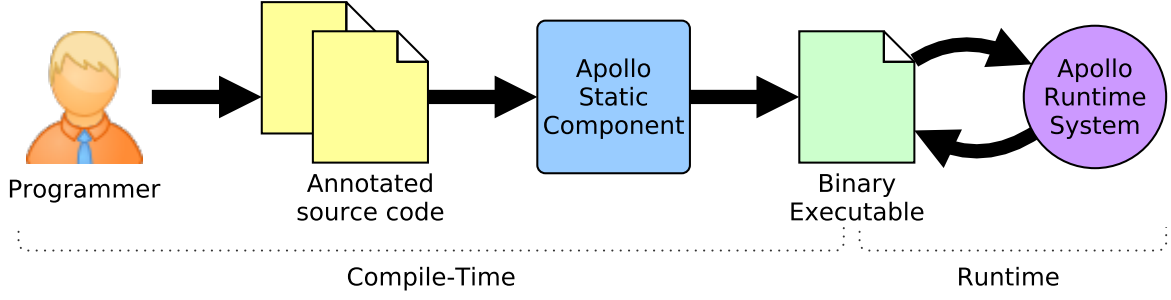 Programmer
Annotated
source code
Apollo
Static
Component
Binary
Executable
Apollo
Runtime
System
Compile-Time
Runtime